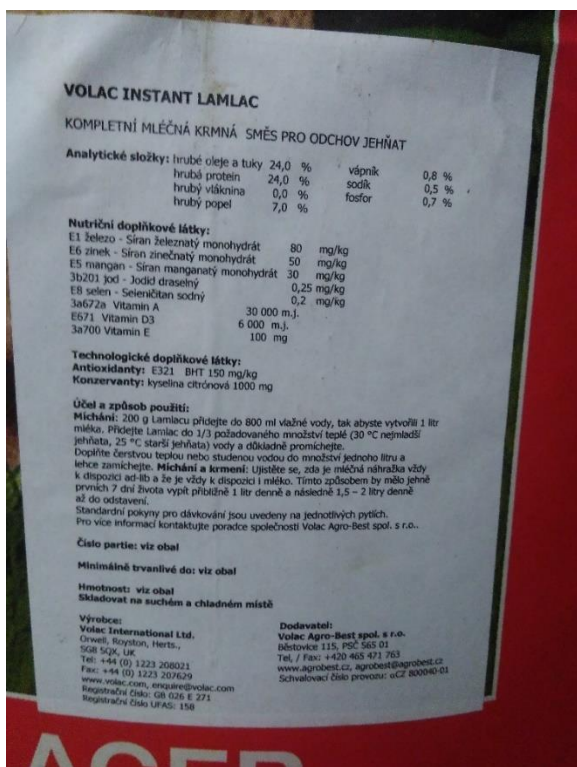 VOLAC INSTANT LAMLAC
KOMPLETNÍ MLÉČNÁ KRMNÁ SMĚS PRO ODCHOV JEHŇAT
Analytické složky: hrubé oleje a tuky 24,0 % vápník 0,8 %
hrubá protein 24,0 % sodík 0,5 %
hrubý vláknina 0,0 % fosfor 0,7 %
hrubý popel 7,0 %
Nutriční doplňkové látky:
E1 železo - Síran železnatý monohydrát 80 mg/kg
E6 zinek - Síran zinečnatý monohydrát 50 mg/kg
E5 mangan - Síran manganatý monohydrát 30 mg/kg
3b201 jod - Jodid draselný 0,25 mg/kg
E8 selen - Seleničitan sodný 0,2 mg/kg
3a672a Vitamin A 30 000 m.j.
E671 Vitamin D3 6 000 m.j.
3a700 Vitamin E 100 mg
Technologické doplňkové látky:
Antioxidanty: E321 BHT 150 mg/kg
Konzervanty: kyselina citrónová 1000 mg
Účel a způsob použití:
Míchání: 200 g Lamlacu přidejte do 800 ml vlažné vody, tak abyste vytvořili 1 litr
mléka. Přidejte Lamlac do 1/3 požadovaného množství teplé (30 °C nejmladší
jehňata, 25 °C starší jehňata) vody a důkladně promíchejte.
Doplňte čerstvou teplou nebo studenou vodou do množství jednoho litru a
lehce zamíchejte. Míchání a krmení: Ujistěte se, zda je mléčná náhražka vždy
k dispozici ad-lib a že je vždy k dispozici i mléko. Tímto způsobem by mělo jehně
prvních 7 dní života vypít přibližně 1 litr denně a následně 1,5 – 2 litry denně
až do odstavení.
Standardní pokyny pro dávkování jsou uvedeny na jednotlivých pytlích.
Pro více informací kontaktujte poradce společnosti Volac Agro-Best spol. s r.o..
Číslo partie: viz obal
Minimálně trvanlivé do: viz obal
Hmotnost: viz obal
Skladovat na suchém a chladném místě
Výrobce:
Volac International Ltd.
Orwell, Royston, Herts.,
SG8 5QX, UK
Tel: +44 (0) 1223 208021
Fax: +44 (0) 1223 207629
www.volac.com, enquire@volac.com
Registrační číslo: GB 026 E 271
Registrační číslo UFAS: 158
Dodavatel:
Volac Agro-Best spol. s r.o.
Běstovice 115, PSČ 565 01
Tel, / Fax: +420 465 471 763
www.agrobest.cz, agrobest@agrobest.cz
Schvalovací číslo provozu: αCZ 800040-01